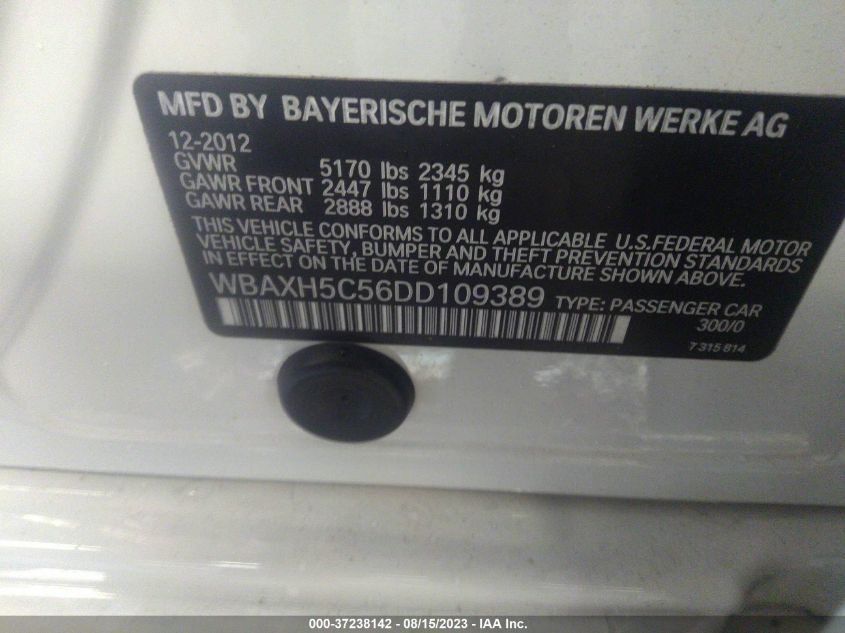 MFD BY BAYERISCHE MOTOREN WERKE AG
12-2012
GVWR 5170 lbs 2345 kg
GAWR FRONT 2447 lbs 1110 kg
GAWR REAR 2888 lbs 1310 kg
THIS VEHICLE CONFORMS TO ALL APPLICABLE U.S.FEDERAL MOTOR
VEHICLE SAFETY, BUMPER AND THEFT PREVENTION STANDARDS
IN EFFECT ON THE DATE OF MANUFACTURE SHOWN ABOVE.
WBAXH5C56DD109389 TYPE: PASSENGER CAR
300/0
7 315 814
000-37238142 - 08/15/2023 - IAA Inc.